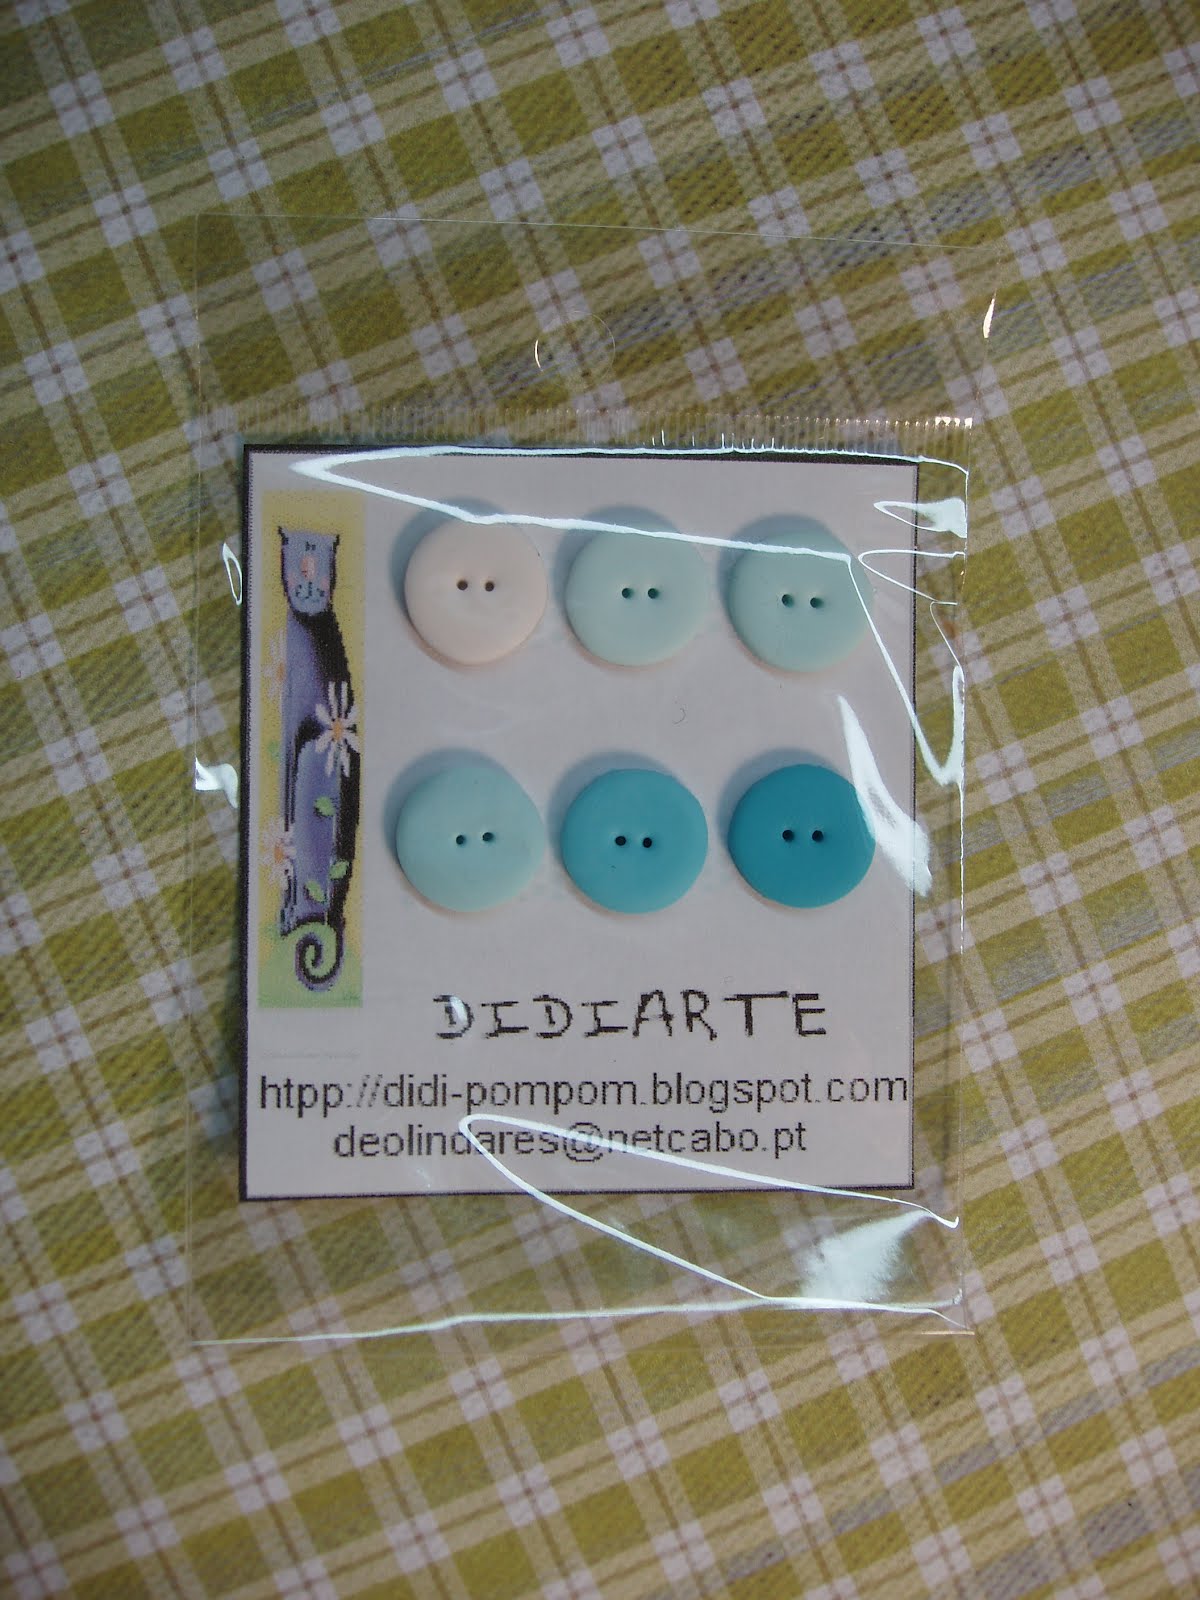 DIDIARTE
htpp://didi-pompom.blogspot.com
deolindares@netcabo.pt